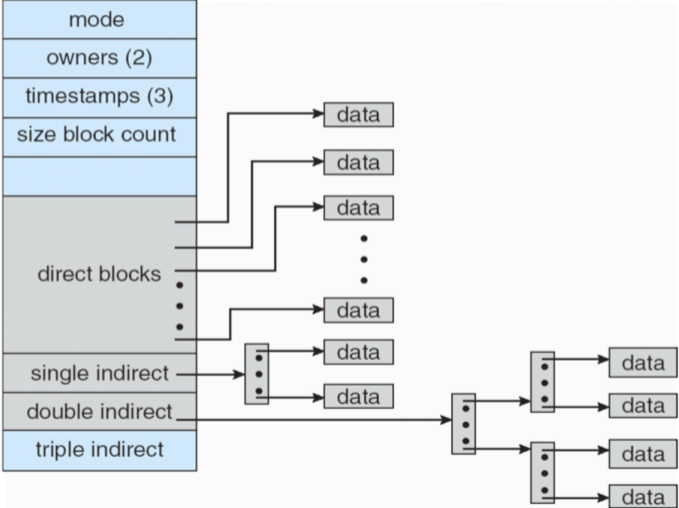 mode
owners (2)
timestamps (3)
size block count
direct blocks
single indirect
double indirect
triple indirect
data
data
data
data
data
data
data
data
data
data